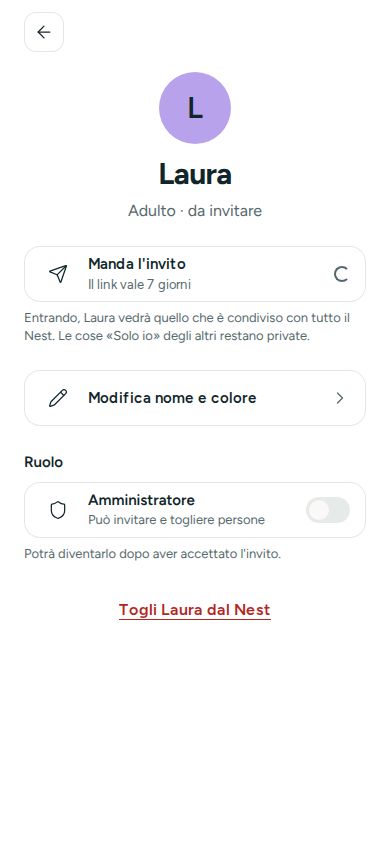 L
Laura
Adulto · da invitare
Manda l'invito
Il link vale 7 giorni
Entrando, Laura vedrà quello che è condiviso con tutto il
Nest. Le cose «Solo io» degli altri restano private.
Modifica nome e colore
Ruolo
Amministratore
Può invitare e togliere persone
Potrà diventarlo dopo aver accettato l'invito.
Togli Laura dal Nest